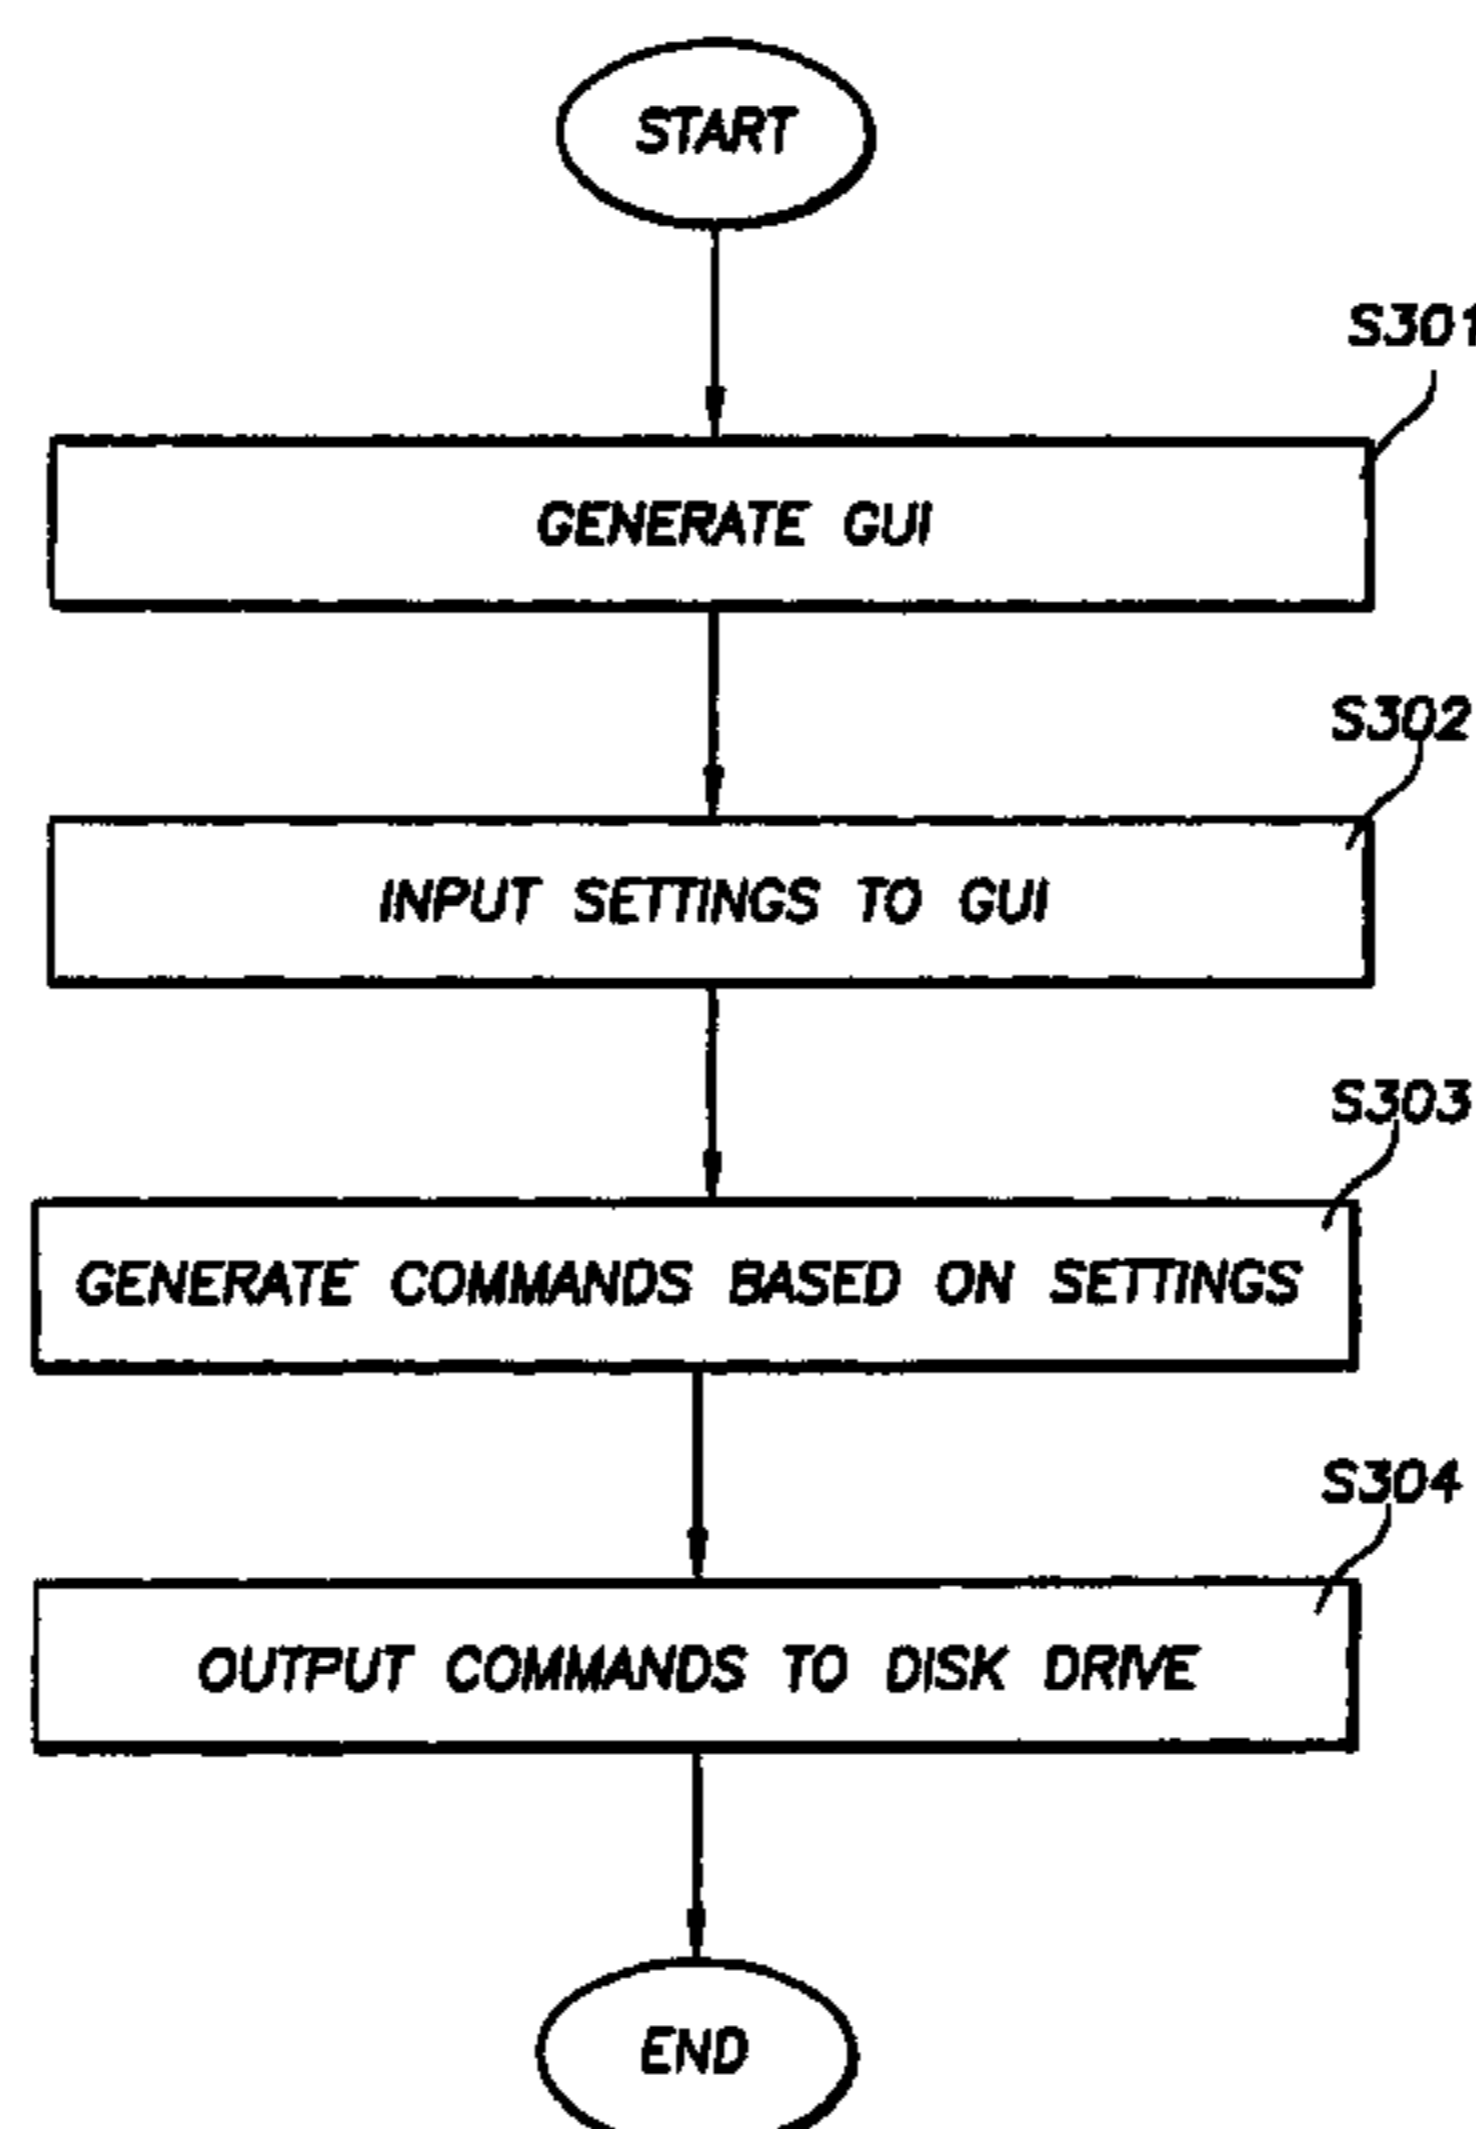 START
S301
GENERATE GUI
S302
INPUT SETTINGS TO GUI
S303
GENERATE COMMANDS BASED ON SETTINGS
S304
OUTPUT COMMANDS TO DISK DRIVE
END